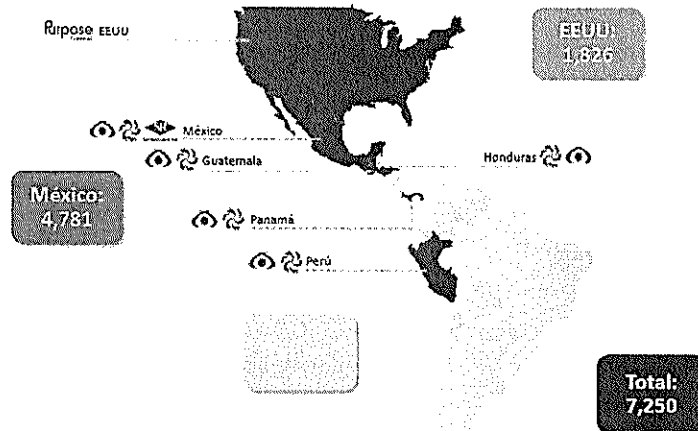 Purpose EEUU
EEUU:
1,826
México
Guatemala
Honduras
México:
4,781
Panamá
Perú
Total:
7,250